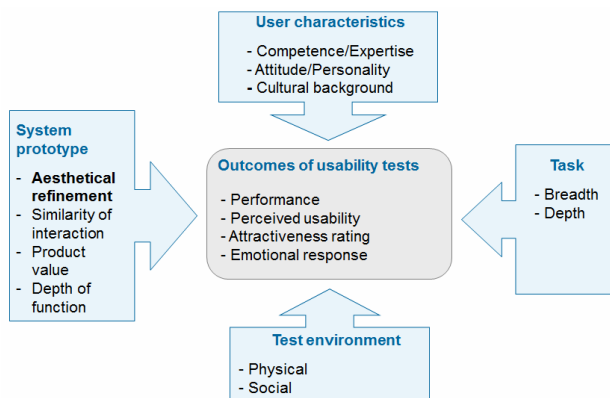 User characteristics
- Competence/Expertise
- Attitude/Personality
- Cultural background
System
prototype
- Aesthetical
refinement
- Similarity of
interaction
- Product
value
- Depth of
function
Outcomes of usability tests
- Performance
- Perceived usability
- Attractiveness rating
- Emotional response
Task
- Breadth
- Depth
Test environment
- Physical
- Social